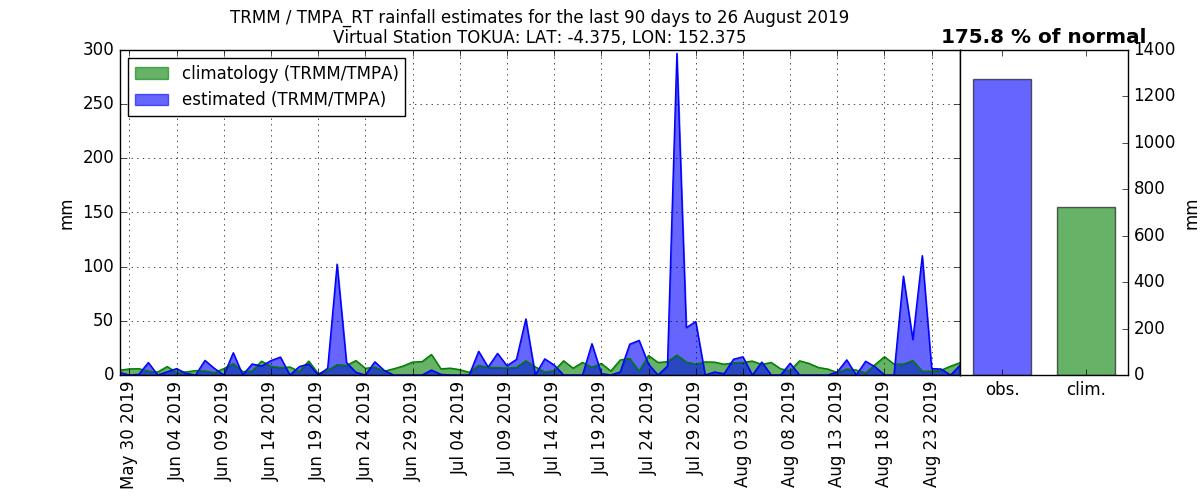 TRMM / TMPA_RT rainfall estimates for the last 90 days to 26 August 2019
Virtual Station TOKUA: LAT: -4.375, LON: 152.375
175.8 % of normal
climatology (TRMM/TMPA)
estimated (TRMM/TMPA)
mm
300
250
200
150
100
50
0
May 30 2019
Jun 04 2019
Jun 09 2019
Jun 14 2019
Jun 19 2019
Jun 24 2019
Jun 29 2019
Jul 04 2019
Jul 09 2019
Jul 14 2019
Jul 19 2019
Jul 24 2019
Jul 29 2019
Aug 03 2019
Aug 08 2019
Aug 13 2019
Aug 18 2019
Aug 23 2019
1400
1200
1000
800
600
400
200
0
mm
obs.
clim.